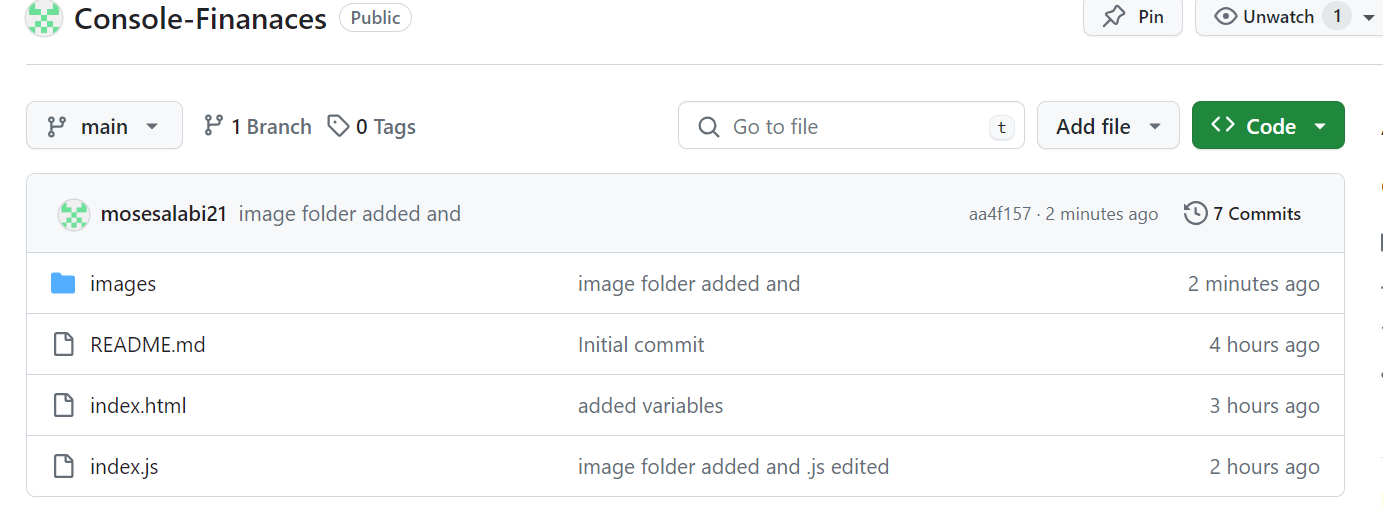 Console-Finanaces Public Pin Unwatch 1
main 1 Branch 0 Tags Go to file t Add file Code
mosesalabi21 image folder added and aa4f157 · 2 minutes ago 7 Commits
images image folder added and 2 minutes ago
README.md Initial commit 4 hours ago
index.html added variables 3 hours ago
index.js image folder added and .js edited 2 hours ago